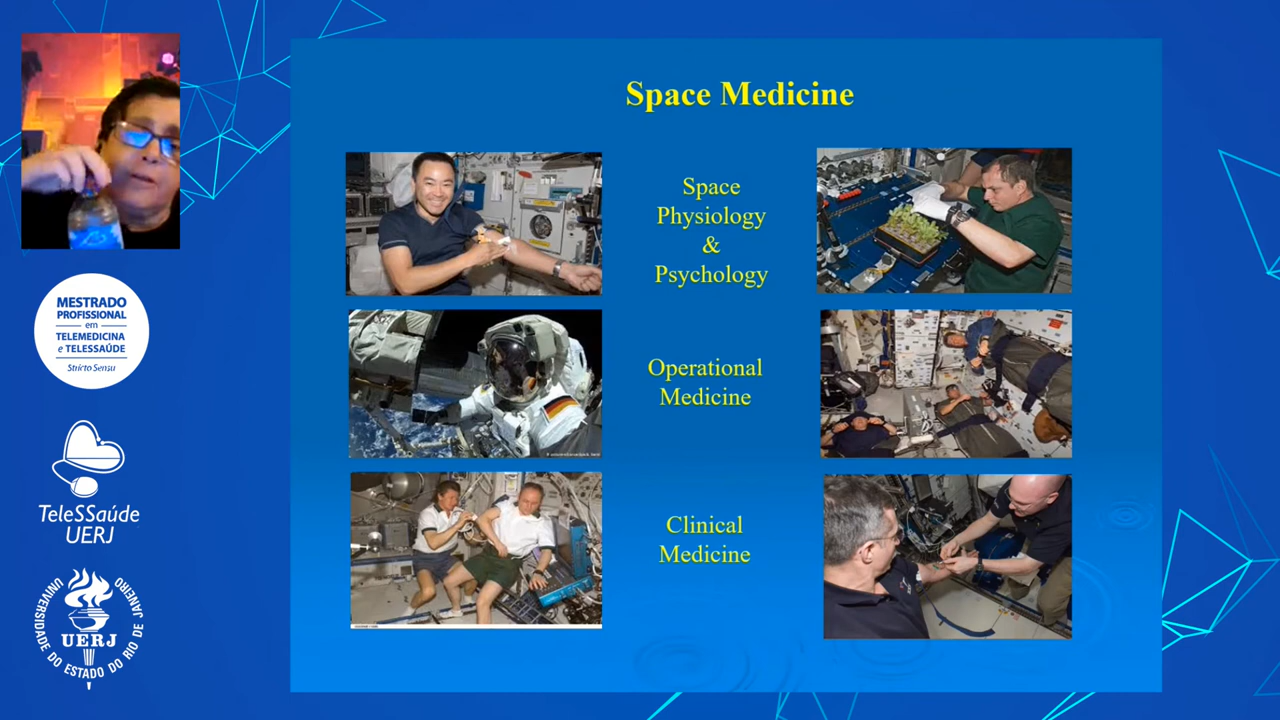 Space Medicine
Space
Physiology
&
Psychology
Operational
Medicine
Clinical
Medicine
MESTRADO
PROFISSIONAL
em
TELEMEDICINA
e TELESSAÚDE
Stricto Sensu
TeleSSaúde
UERJ
UERJ
UNIVERSIDADE DO ESTADO DO RIO DE JANEIRO